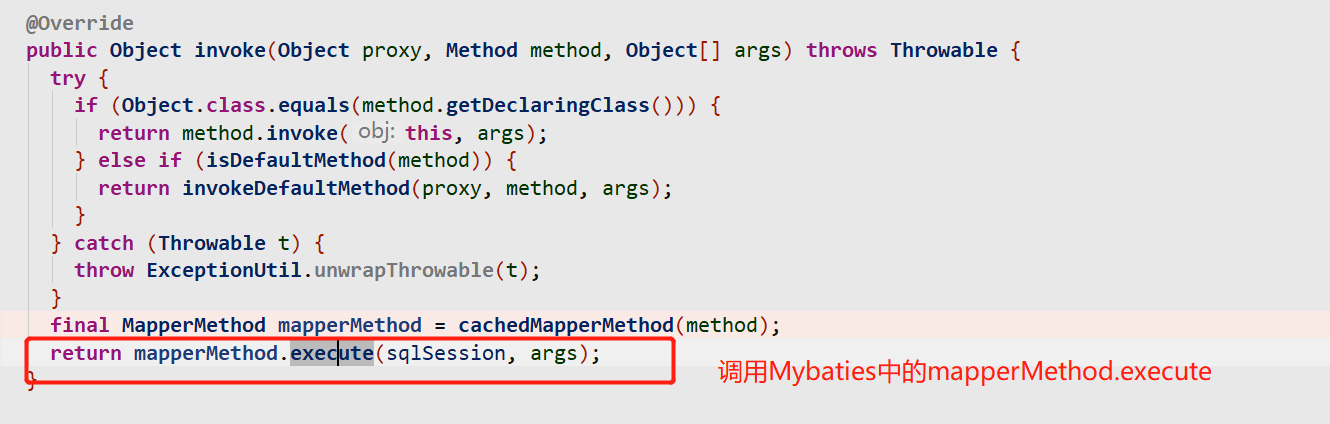 @Override
public Object invoke(Object proxy, Method method, Object[] args) throws Throwable {
try {
if (Object.class.equals(method.getDeclaringClass())) {
return method.invoke( obj: this, args);
} else if (isDefaultMethod(method)) {
return invokeDefaultMethod(proxy, method, args);
}
} catch (Throwable t) {
throw ExceptionUtil.unwrapThrowable(t);
}
final MapperMethod mapperMethod = cachedMapperMethod(method);
return mapperMethod.execute(sqlSession, args);
调用Mybaties中的mapperMethod.execute
}